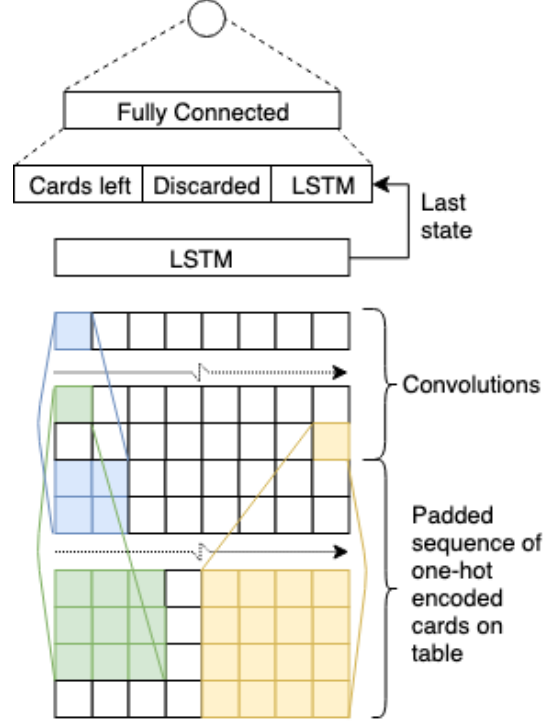 Fully Connected
Cards left
Discarded
LSTM
Last
state
LSTM
Convolutions
Padded
sequence of
one-hot
encoded
cards on
table